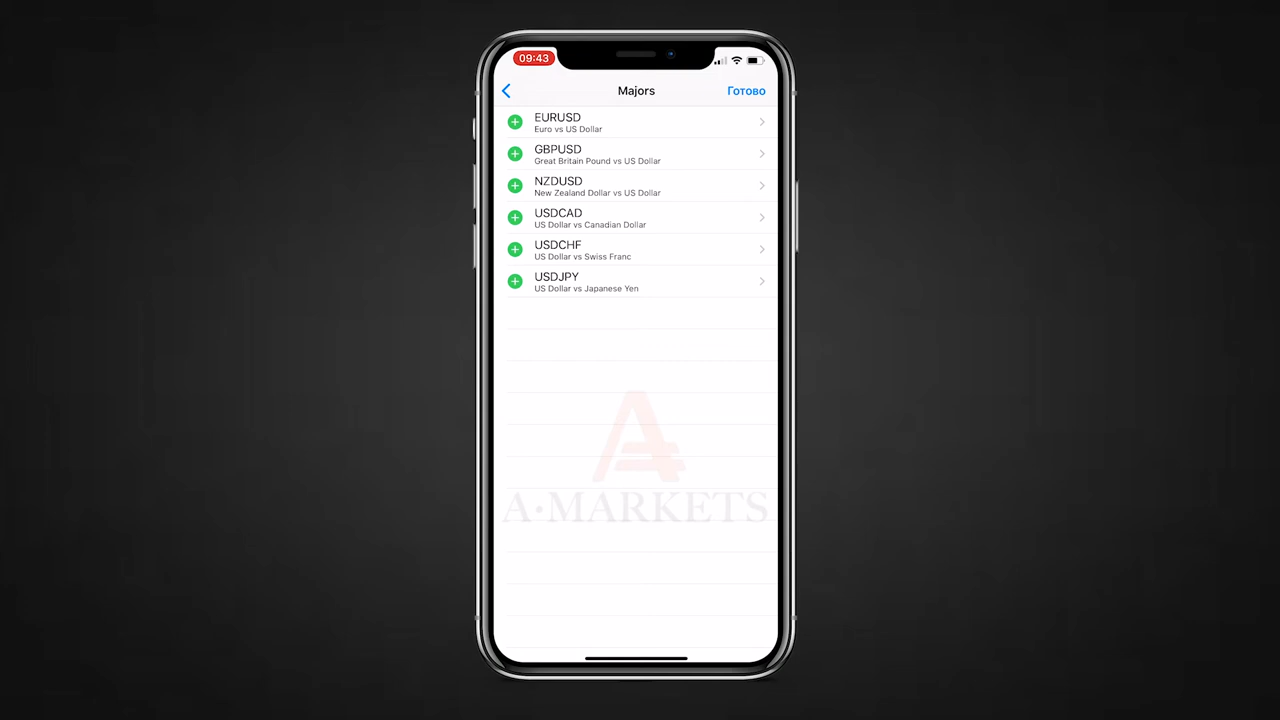 09:43
Majors
Готово
EURUSD
Euro vs US Dollar
GBPUSD
Great Britain Pound vs US Dollar
NZDUSD
New Zealand Dollar vs US Dollar
USDCAD
US Dollar vs Canadian Dollar
USDCHF
US Dollar vs Swiss Franc
USDJPY
US Dollar vs Japanese Yen
A•MARKETS